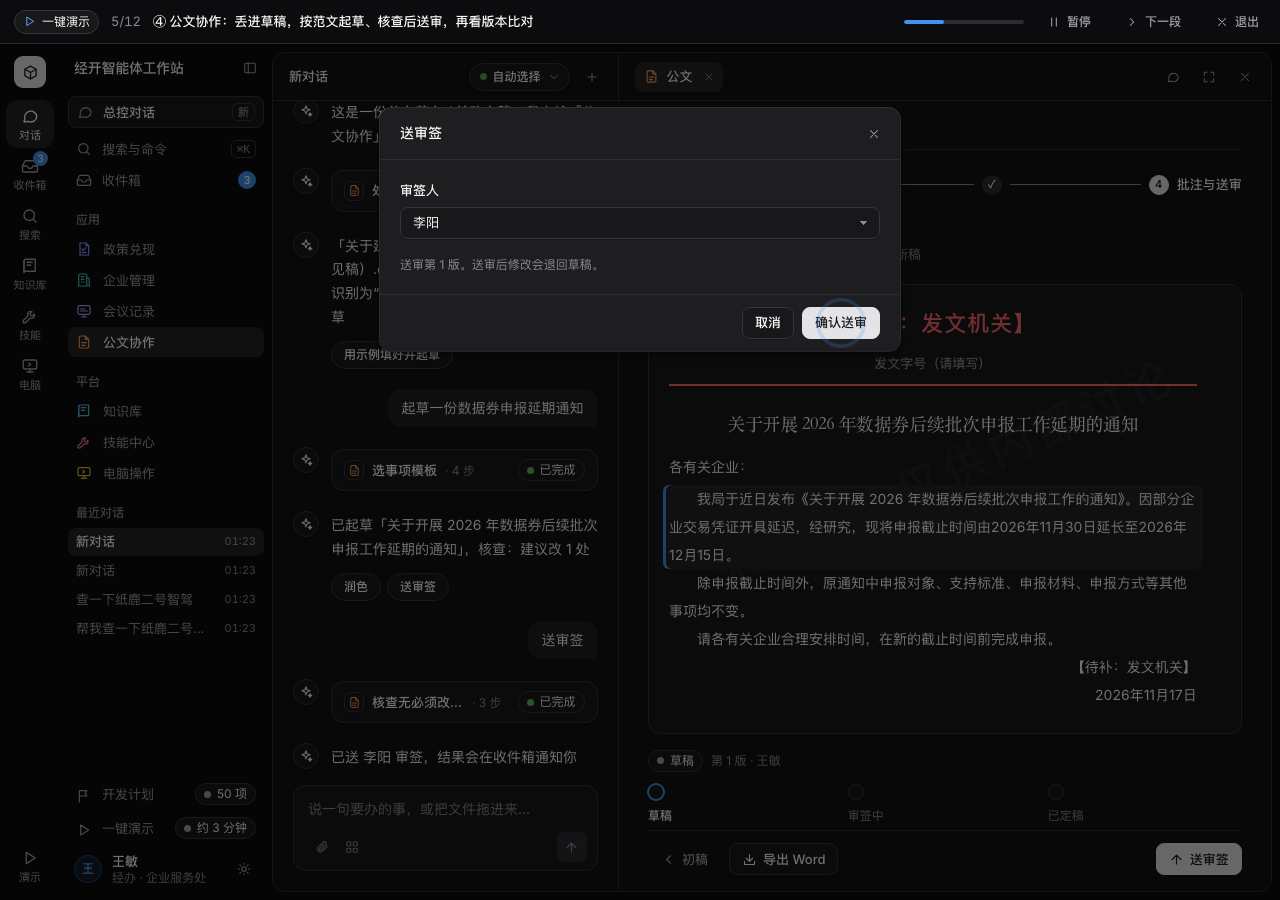 一键演示
5/12
④ 公文协作：丢进草稿，按范文起草、核查后送审，再看版本比对
暂停
下一段
退出
对话
3
收件箱
搜索
知识库
技能
电脑
演示
经开智能体工作站
总控对话
新
搜索与命令
⌘K
收件箱
3
应用
政策兑现
企业管理
会议记录
公文协作
平台
知识库
技能中心
电脑操作
最近对话
新对话 01:23
新对话 01:23
查一下纸鹿二号智驾 01:23
帮我查一下纸鹿二号... 01:23
开发计划
50 项
一键演示
约 3 分钟
王
王敏
经办 · 企业服务处
新对话
自动选择
文协作
见稿）
识别为"
草
用示例填好并起草
起草一份数据券申报延期通知
选事项模板 · 4 步
已完成
已起草「关于开展 2026 年数据券后续批次
申报工作延期的通知」，核查：建议改 1 处
润色
送审签
送审签
核查无必须改... · 3 步
已完成
已送 李阳 审签，结果会在收件箱通知你
说一句要办的事，或把文件拖进来...
送审签
审签人
李阳
送审第 1 版。送审后修改会退回草稿。
取消
确认送审
公文
4
批注与送审
：发文机关】
发文字号（请填写）
关于开展 2026 年数据券后续批次申报工作延期的通知
各有关企业：
我局于近日发布《关于开展 2026 年数据券后续批次申报工作的通知》。因部分企
业交易凭证开具延迟，经研究，现将申报截止时间由2026年11月30日延长至2026年
12月15日。
除申报截止时间外，原通知中申报对象、支持标准、申报材料、申报方式等其他
事项均不变。
请各有关企业合理安排时间，在新的截止时间前完成申报。
【待补：发文机关】
2026年11月17日
仅供内部讨论
草稿
第 1 版 · 王敏
草稿
审签中
已定稿
初稿
导出 Word
送审签